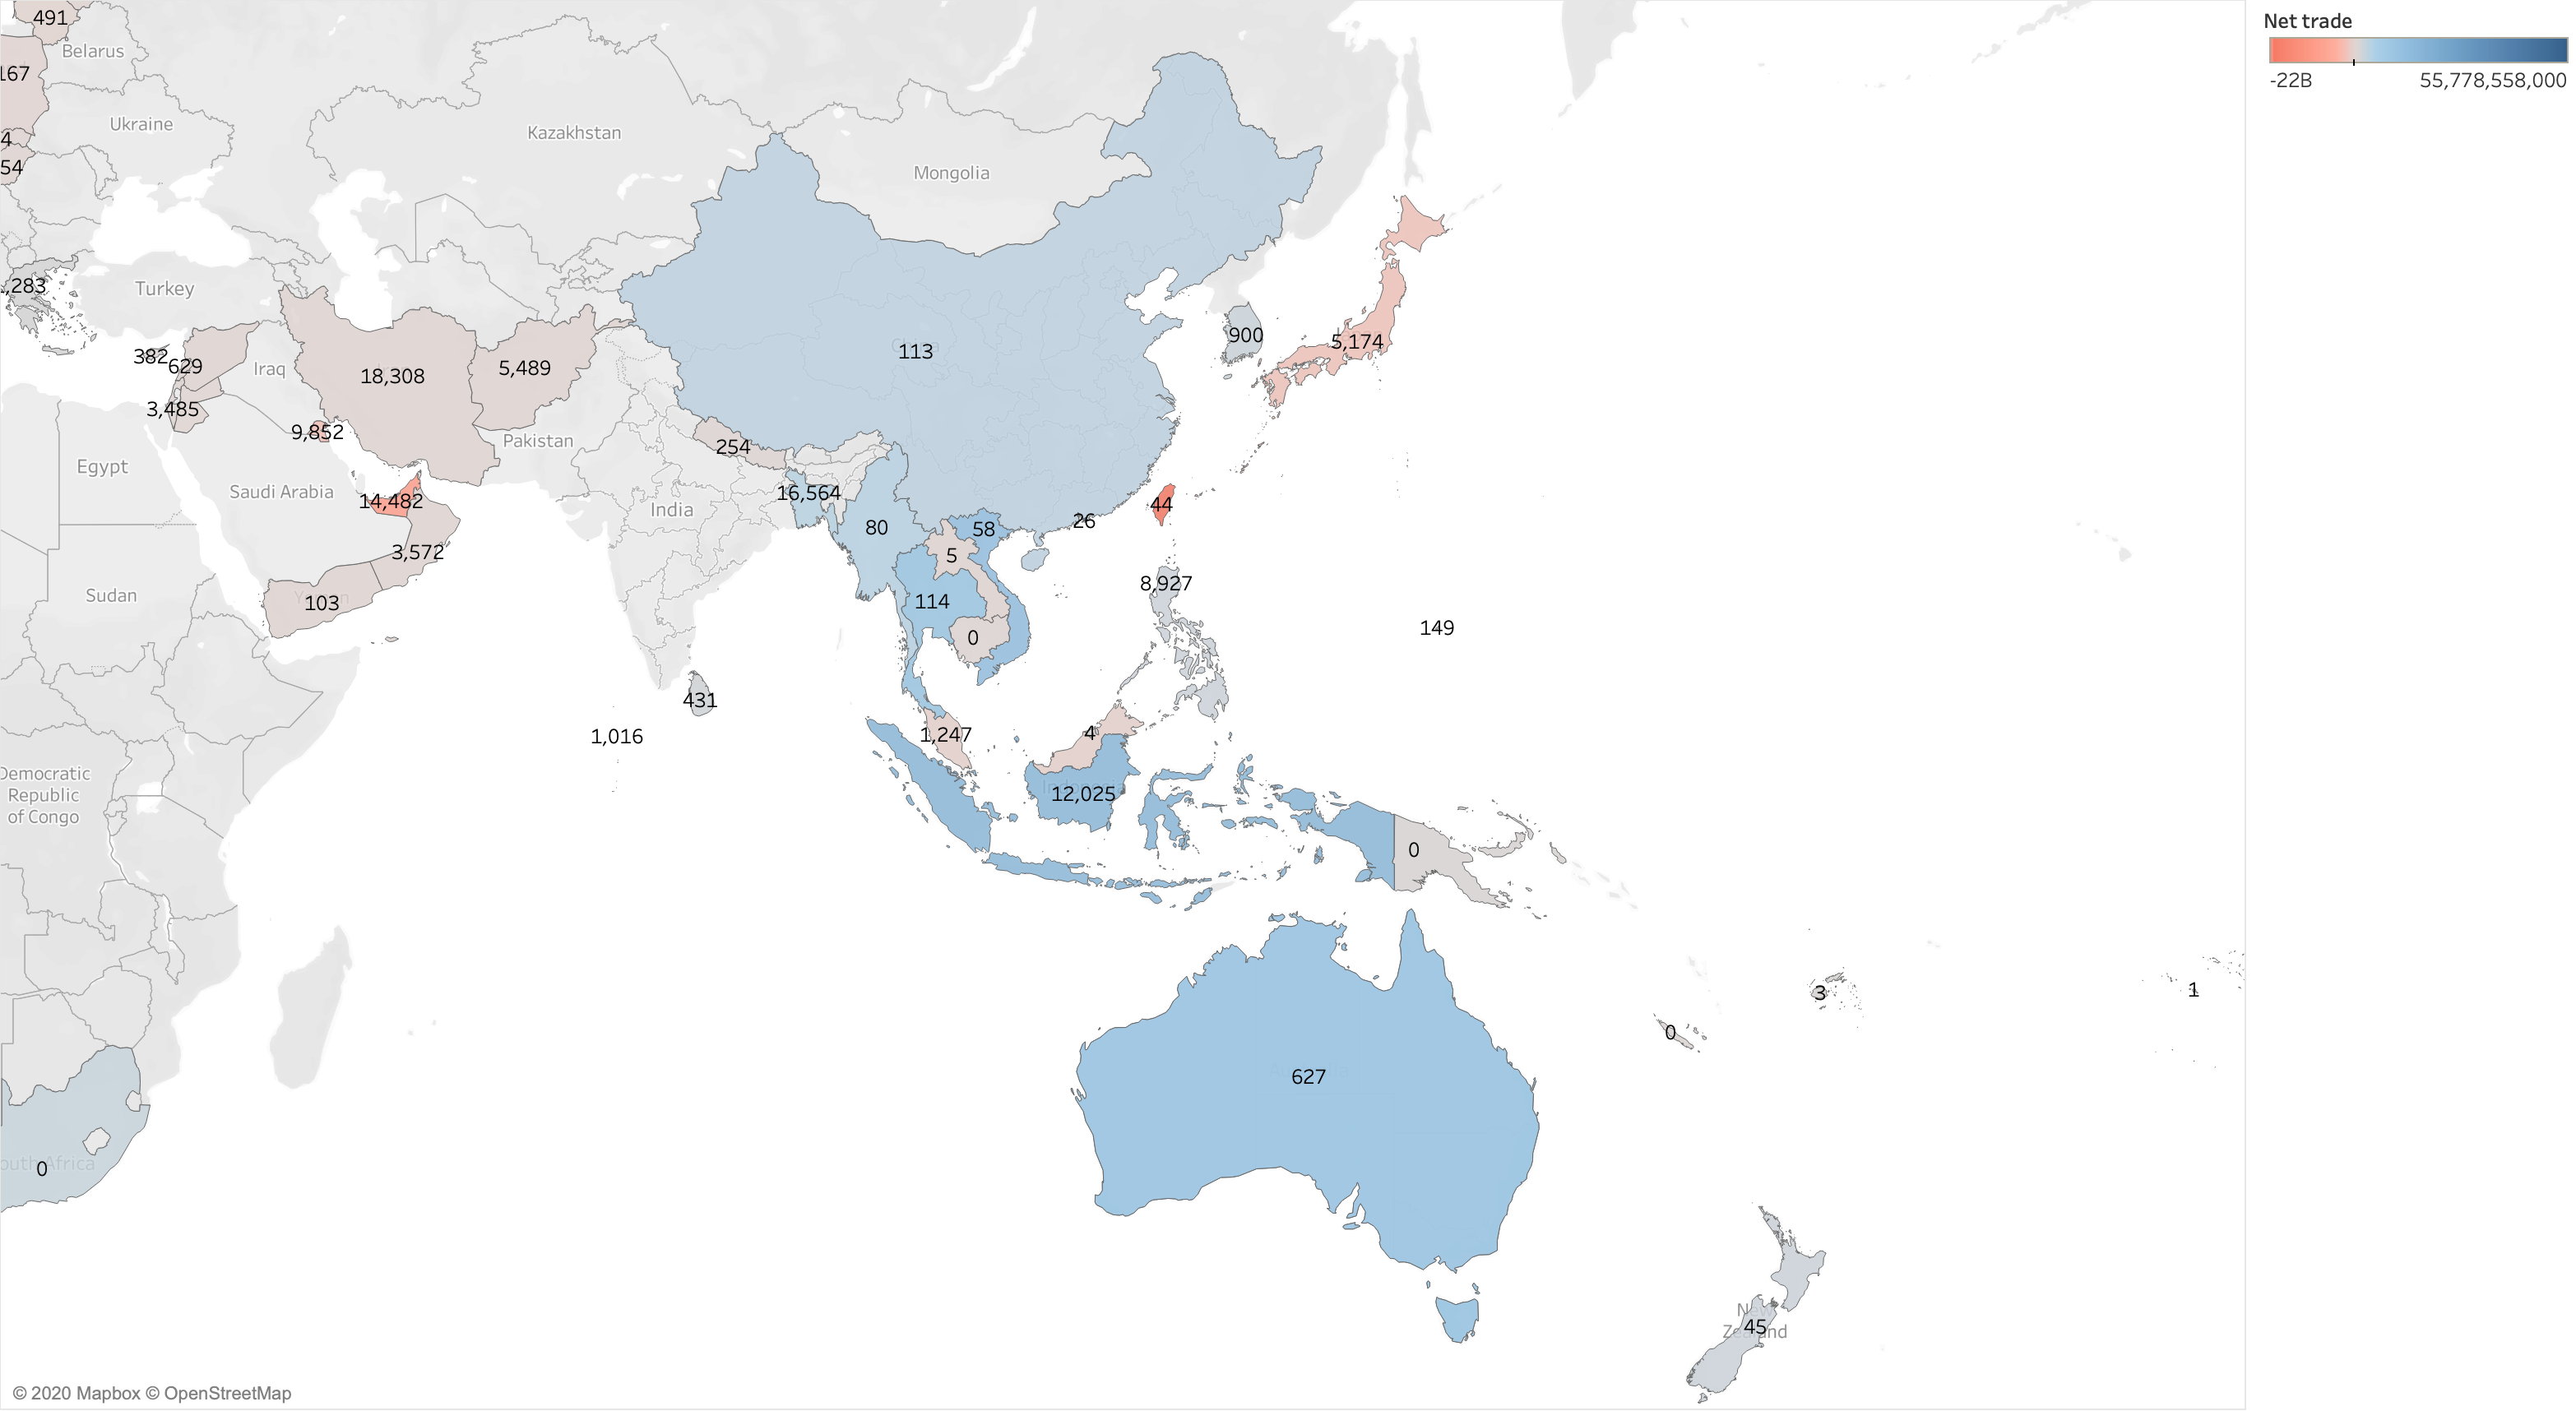 491
Belarus
167
Ukraine
Kazakhstan
4
54
Mongolia
,283
Turkey
900
5,174
113
382
629
Iraq
18,308
5,489
3,485
9,852
Pakistan
254
Egypt
Saudi Arabia
14,482
16,564
India
44
26
80
58
3,572
5
8,927
Sudan
103
114
149
0
431
1,016
1,247
4
Democratic
Republic
of Congo
12,025
0
3
1
0
627
outh Africa
0
New
Zealand
45
© 2020 Mapbox © OpenStreetMap
Net trade
-22B
55,778,558,000